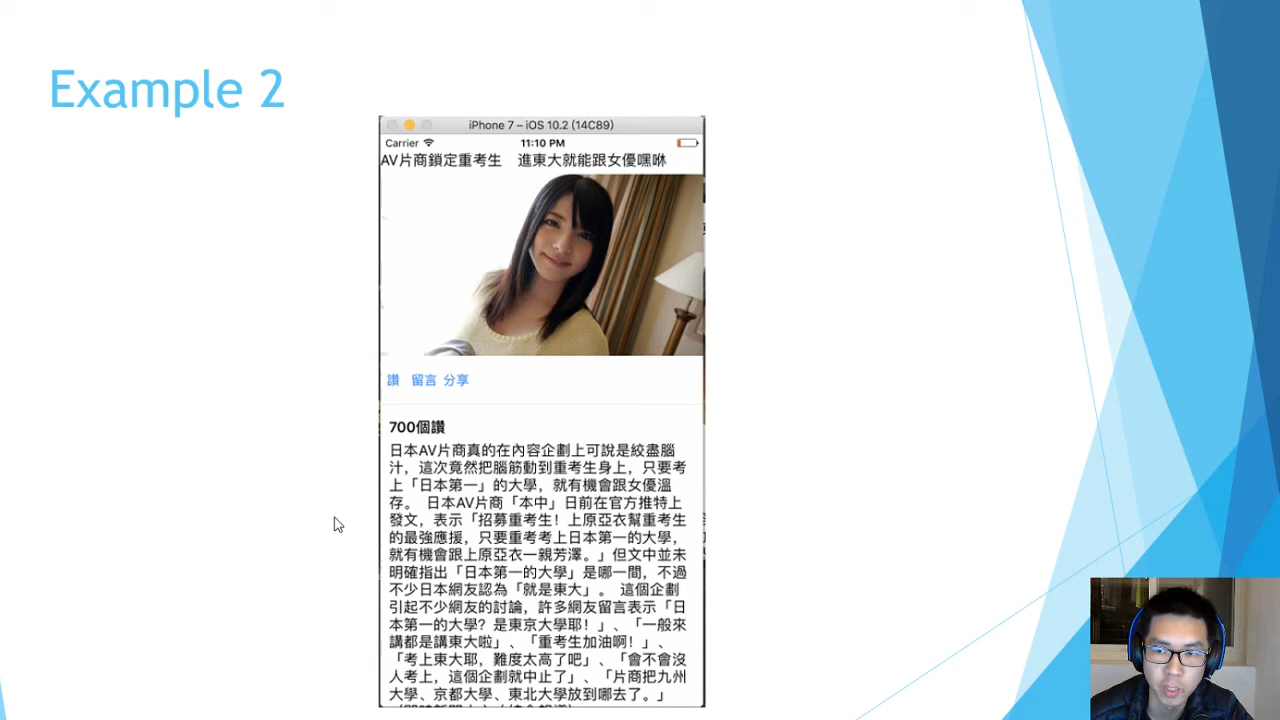 Example 2
iPhone 7 – iOS 10.2 (14C89)
Carrier 11:10 PM
AV片商鎖定重考生　進東大就能跟女優嘿咻
讚 留言 分享
700個讚
日本AV片商真的在內容企劃上可說是絞盡腦
汁，這次竟然把腦筋動到重考生身上，只要考
上「日本第一」的大學，就有機會跟女優溫
存。 日本AV片商「本中」日前在官方推特上
發文，表示「招募重考生！上原亞衣幫重考生
的最強應援，只要重考考上日本第一的大學，
就有機會跟上原亞衣一親芳澤。」但文中並未
明確指出「日本第一的大學」是哪一間，不過
不少日本網友認為「就是東大」。 這個企劃
引起不少網友的討論，許多網友留言表示「日
本第一的大學？是東京大學耶！」、「一般來
講都是講東大啦」、「重考生加油啊！」、
「考上東大耶，難度太高了吧」、「會不會沒
人考上，這個企劃就中止了」、「片商把九州
大學、京都大學、東北大學放到哪去了。」